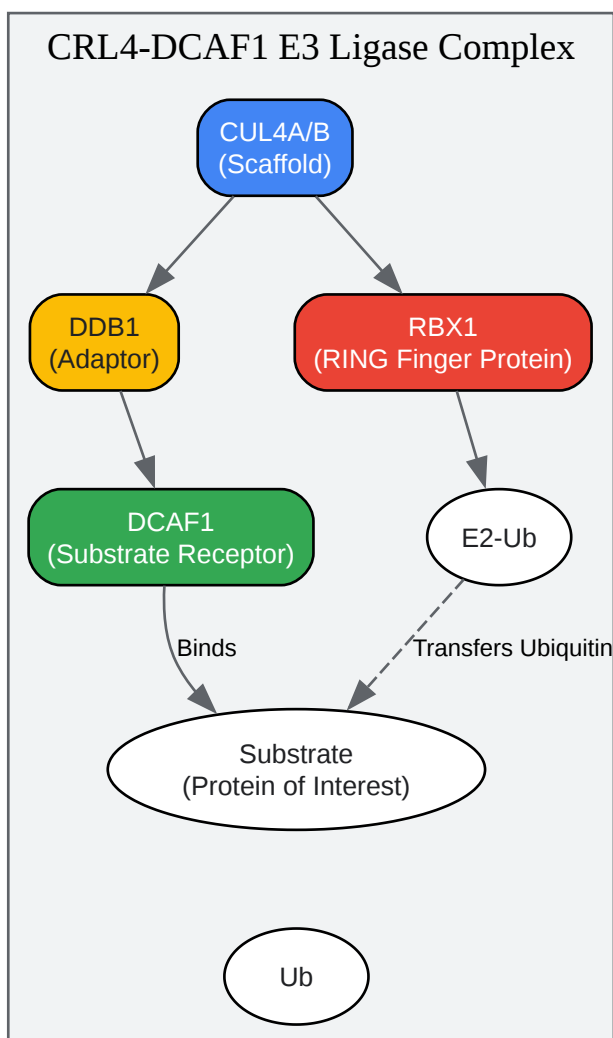 CRL4-DCAF1 E3 Ligase Complex
CUL4A/B
(Scaffold)
DDB1
(Adaptor)
RBX1
(RING Finger Protein)
DCAF1
(Substrate Receptor)
E2-Ub
Binds
Transfers Ubiquitin
Substrate
(Protein of Interest)
Ub